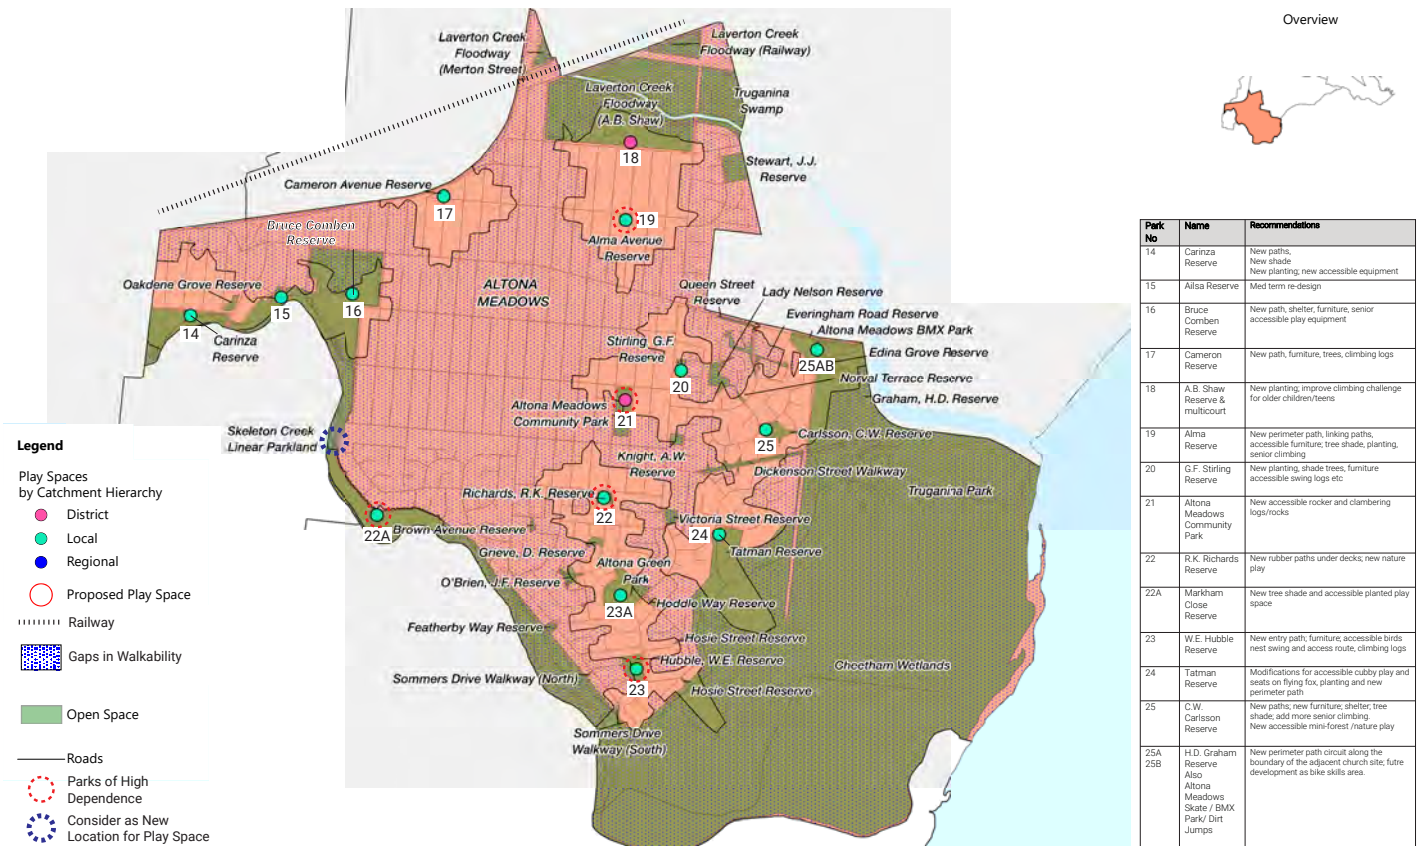 Overview
Laverton Creek
Floodway
(Merton Street)
Laverton Creek
Floodway (Railway)
Laverton Creek
Floodway
(A.B. Shaw)
Truganina
Swamp
18
Stewart, J.J.
Reserve
Cameron Avenue Reserve
17
19
Alma Avenue
Reserve
Bruce Comben
Reserve
Oakdene Grove Reserve
14
15
16
Carinza
Reserve
ALTONA
MEADOWS
Queen Street
Reserve
Lady Nelson Reserve
Everingham Road Reserve
Altona Meadows BMX Park
Stirling, G.F.
Reserve
25AB
Edina Grove Reserve
20
Norval Terrace Reserve
Graham, H.D. Reserve
Altona Meadows
Community Park
21
25
Carlsson, C.W. Reserve
Skeleton Creek
Linear Parkland
Knight, A.W.
Reserve
Dickenson Street Walkway
Truganina Park
Richards, R.K. Reserve
22
22A
Brown Avenue Reserve
Victoria Street Reserve
24
Tatman Reserve
Grieve, D. Reserve
Altona Green
Park
O'Brien, J.F. Reserve
23A
Hoddle Way Reserve
Featherby Way Reserve
Hosie Street Reserve
Hubble, W.E. Reserve
Cheetham Wetlands
Sommers Drive Walkway (North)
23
Hosie Street Reserve
Sommers Drive
Walkway (South)
Legend
Play Spaces
by Catchment Hierarchy
District
Local
Regional
Proposed Play Space
Railway
Gaps in Walkability
Open Space
Roads
Parks of High
Dependence
Consider as New
Location for Play Space
Park Name Recommendations
No
14 Carinza New paths,
Reserve New shade
New planting; new accessible equipment
15 Ailsa Reserve Med term re-design
16 Bruce New path, shelter, furniture, senior
Comben accessible play equipment
Reserve
17 Cameron New path, furniture, trees, climbing logs
Reserve
18 A.B. Shaw New planting; improve climbing challenge
Reserve & for older children/teens
multicourt
19 Alma New perimeter path, linking paths,
Reserve accessible furniture; tree shade, planting,
senior climbing
20 G.F. Stirling New planting, shade trees, furniture
Reserve accessible swing logs etc
21 Altona New accessible rocker and clambering
Meadows logs/rocks
Community
Park
22 R.K. Richards New rubber paths under decks; new nature
Reserve play
22A Markham New tree shade and accessible planted play
Close space
Reserve
23 W.E. Hubble New entry path; furniture; accessible birds
Reserve nest swing and access route, climbing logs
24 Tatman Modifications for accessible cubby play and
Reserve seats on flying fox, planting and new
perimeter path
25 C.W. New paths; new furniture; shelter; tree
Carlsson shade; add more senior climbing.
Reserve New accessible mini-forest /nature play
25A H.D. Graham New perimeter path circuit along the
25B Reserve boundary of the adjacent church site; futre
Also development as bike skills area.
Altona
Meadows
Skate / BMX
Park/ Dirt
Jumps